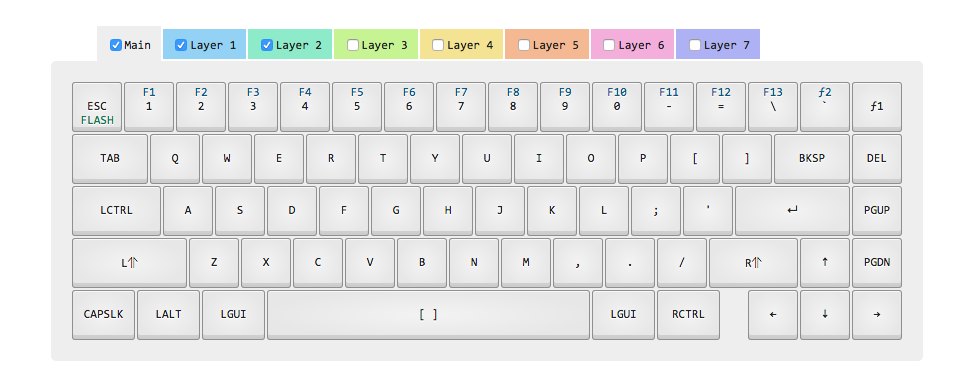 Main Layer 1 Layer 2 Layer 3 Layer 4 Layer 5 Layer 6 Layer 7
F1 F2 F3 F4 F5 F6 F7 F8 F9 F10 F11 F12 F13 ƒ2
ESC 1 2 3 4 5 6 7 8 9 0 - = \ ` ƒ1
FLASH
TAB Q W E R T Y U I O P [ ] BKSP DEL
LCTRL A S D F G H J K L ; ' ↵ PGUP
L⇮ Z X C V B N M , . / R⇮ ↑ PGDN
CAPSLK LALT LGUI [ ] LGUI RCTRL ← ↓ →